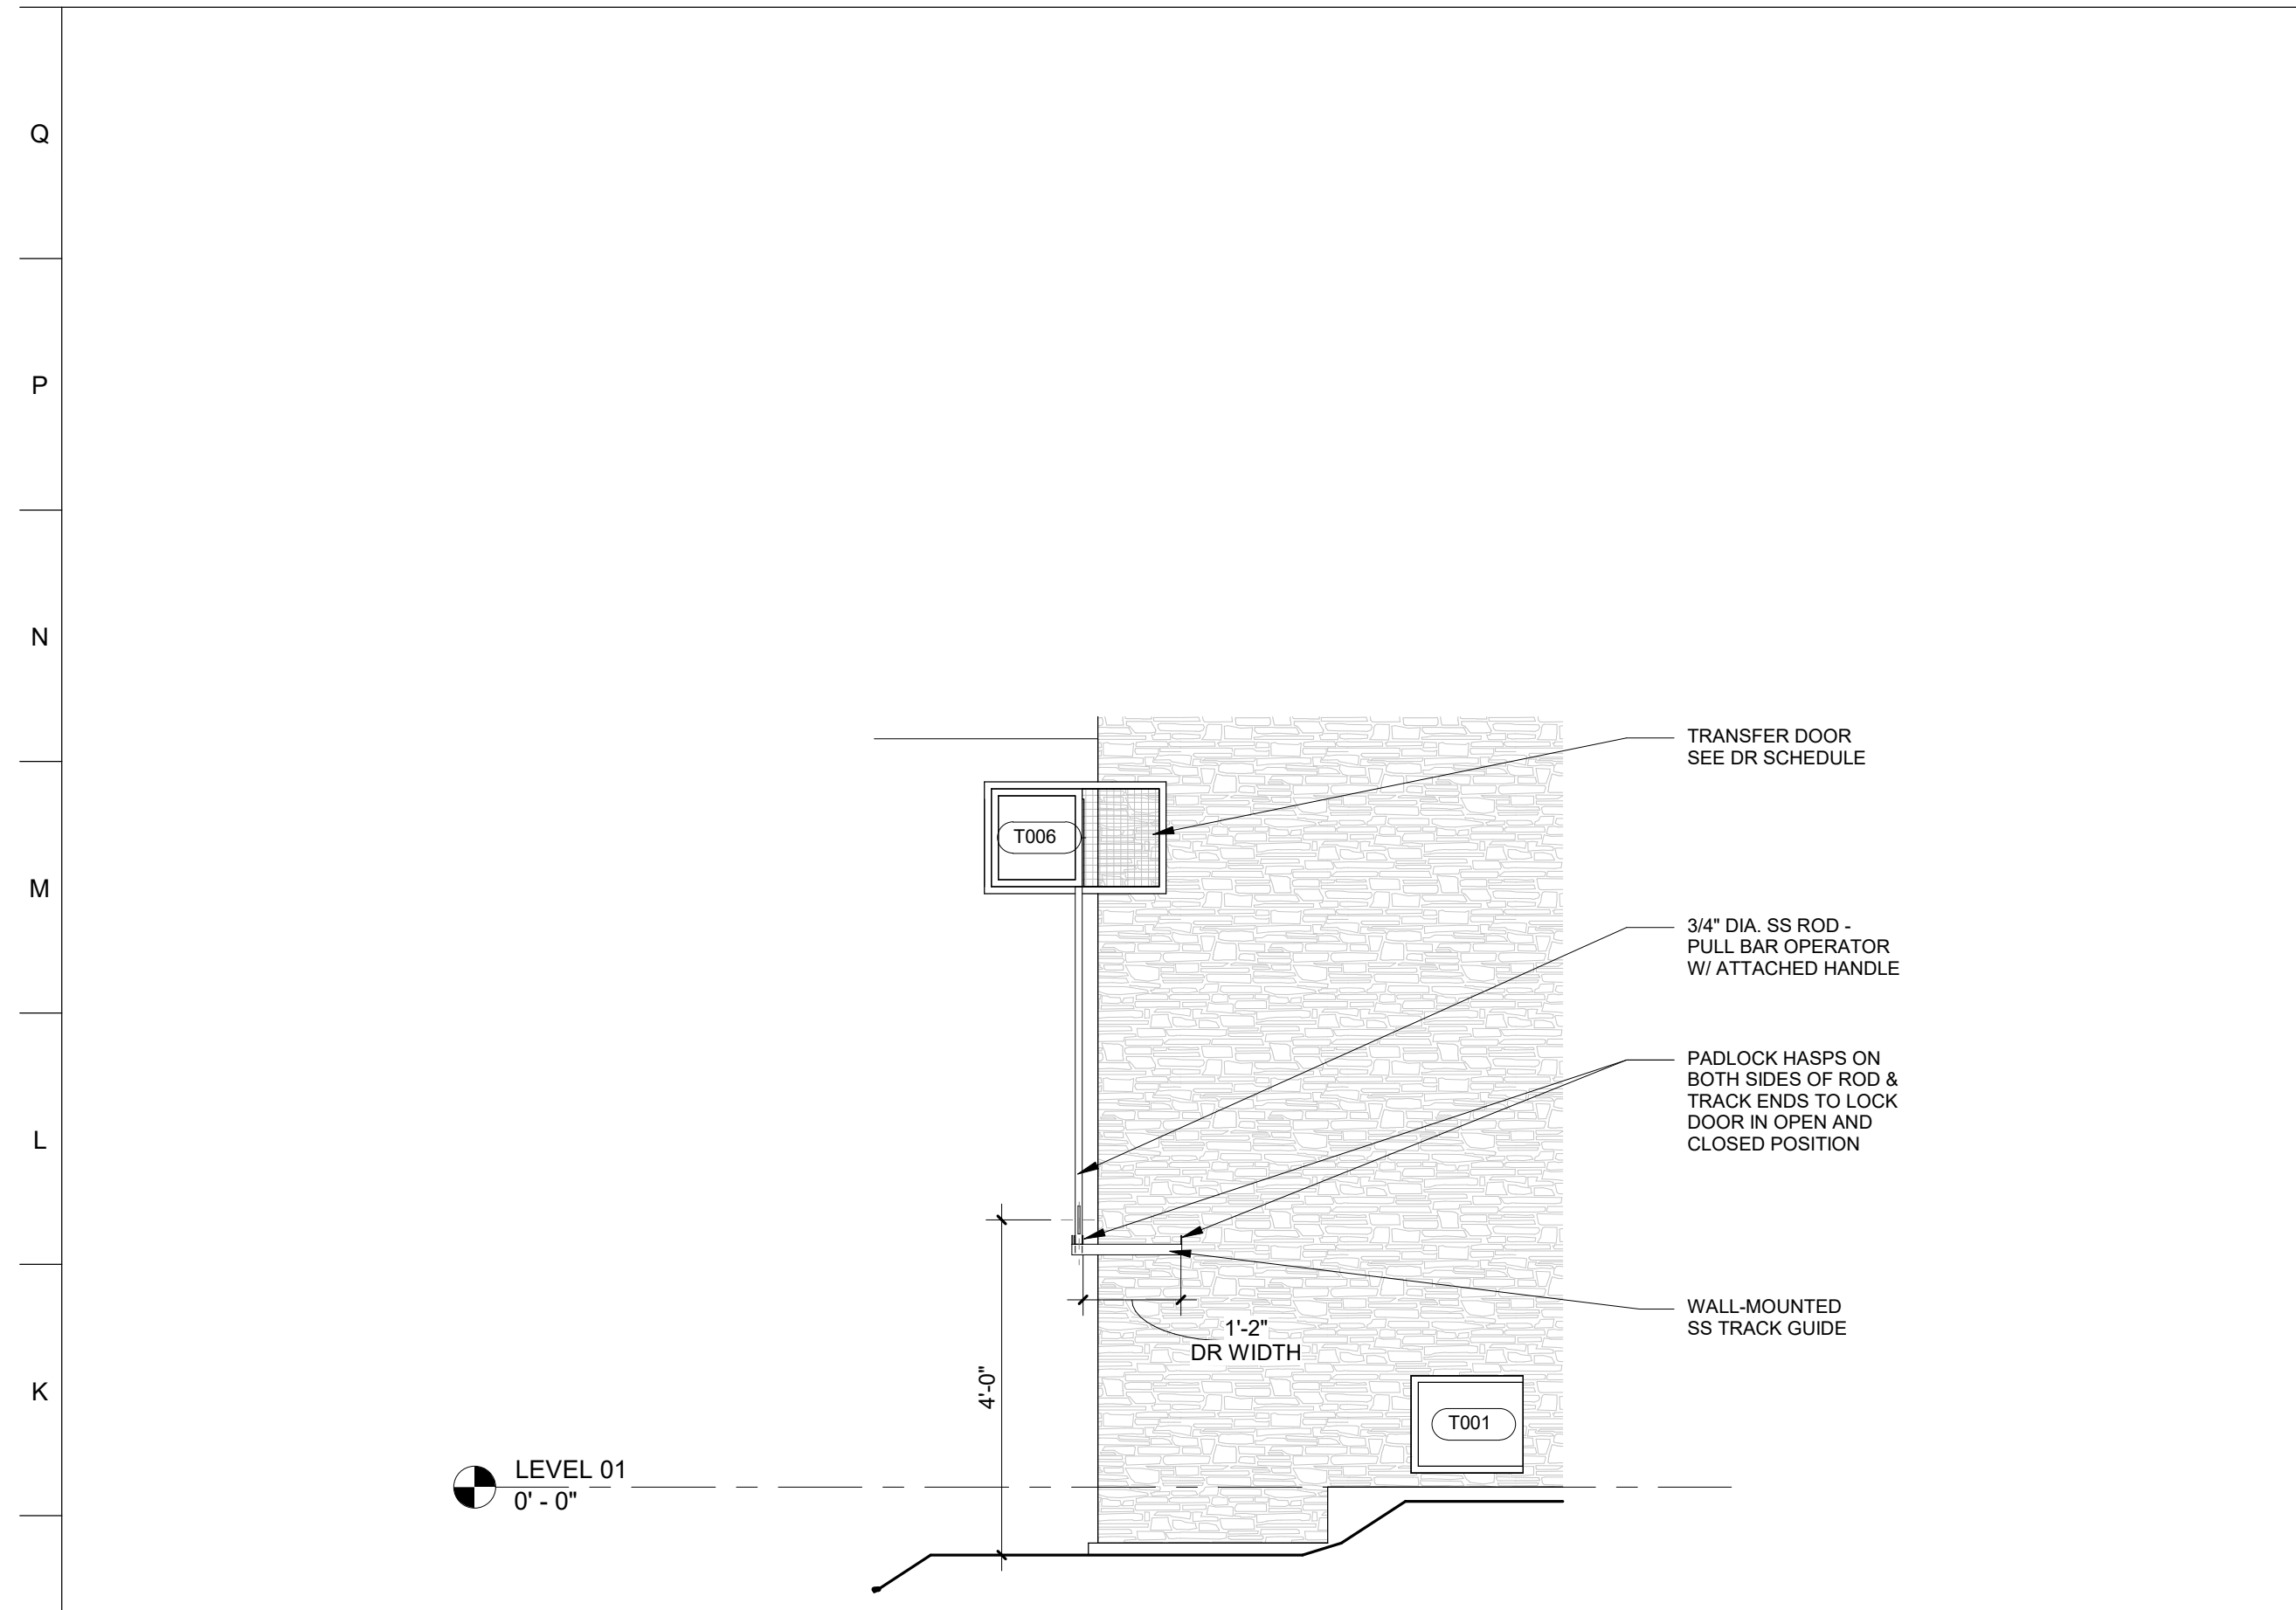 Q
P
N
M
L
K
TRANSFER DOOR
SEE DR SCHEDULE
T006
3/4" DIA. SS ROD -
PULL BAR OPERATOR
W/ ATTACHED HANDLE
PADLOCK HASPS ON
BOTH SIDES OF ROD &
TRACK ENDS TO LOCK
DOOR IN OPEN AND
CLOSED POSITION
WALL-MOUNTED
SS TRACK GUIDE
1'-2"
DR WIDTH
4'-0"
T001
LEVEL 01
0' - 0"